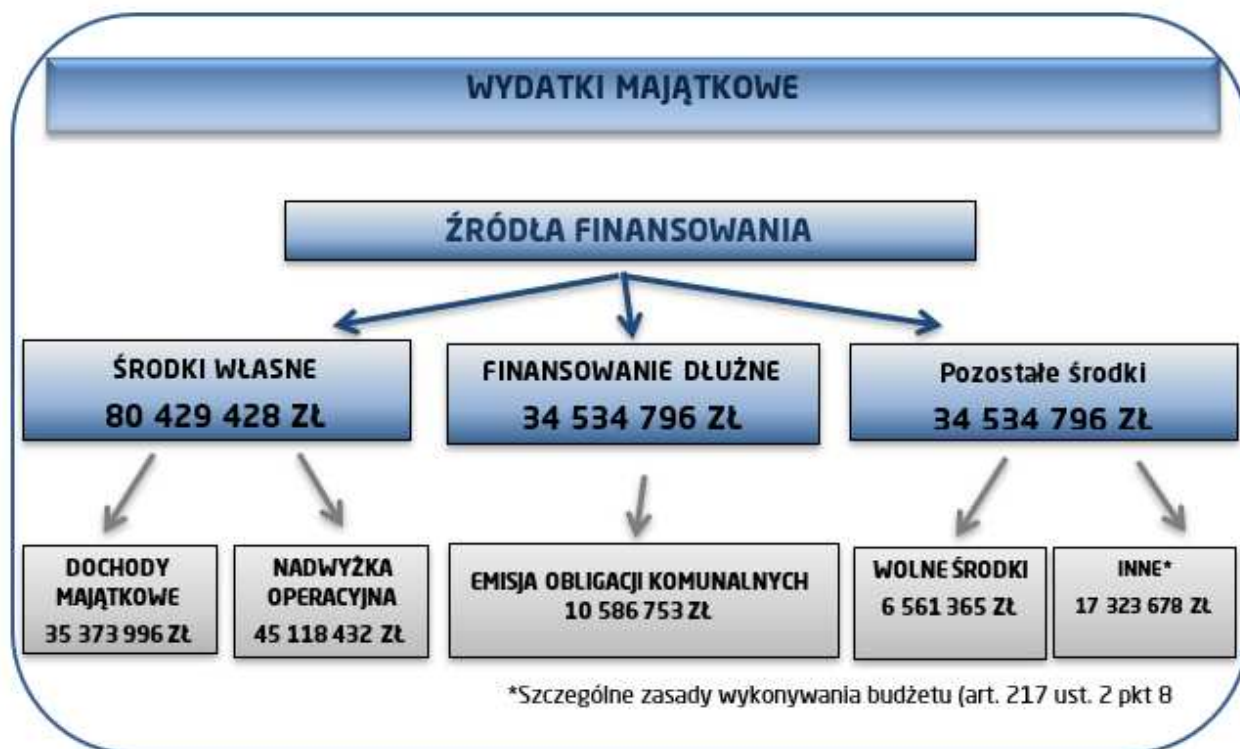 WYDATKI MAJĄTKOWE
ŹRÓDŁA FINANSOWANIA
ŚRODKI WŁASNE
80 429 428 ZŁ
FINANSOWANIE DŁUŻNE
34 534 796 ZŁ
Pozostałe środki
34 534 796 ZŁ
DOCHODY
MAJĄTKOWE
35 373 996 ZŁ
NADWYŻKA
OPERACYJNA
45 118 432 ZŁ
EMISJA OBLIGACJI KOMUNALNYCH
10 586 753 ZŁ
WOLNE ŚRODKI
6 561 365 ZŁ
INNE*
17 323 678 ZŁ
*Szczególne zasady wykonywania budżetu (art. 217 ust. 2 pkt 8